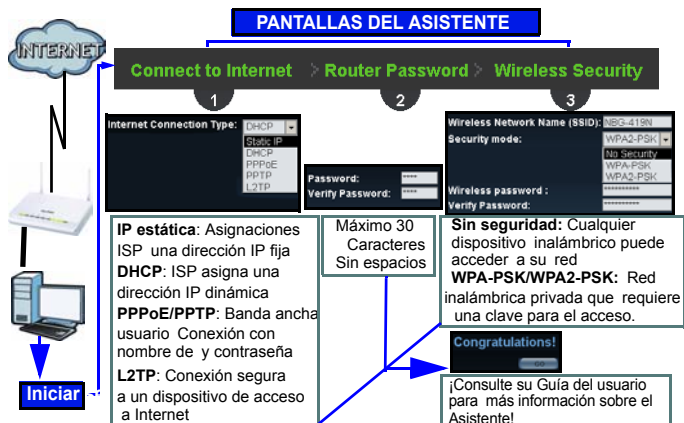 PANTALLAS DEL ASISTENTE
INTERNET
Connect to Internet > Router Password > Wireless Security
1
2
3
Internet Connection Type: DHCP
Static IP
DHCP
PPPoE
PPTP
L2TP
Password: ****
Verify Password: ****
Wireless Network Name (SSID): NBG-419N
Security mode: WPA2-PSK
No Security
WPA-PSK
WPA2-PSK
Wireless password : **********
Verify Password: **********
IP estática: Asignaciones
ISP una dirección IP fija
DHCP: ISP asigna una
dirección IP dinámica
PPPoE/PPTP: Banda ancha
usuario Conexión con
nombre de y contraseña
L2TP: Conexión segura
a un dispositivo de acceso
a Internet
Máximo 30
Caracteres
Sin espacios
Sin seguridad: Cualquier
dispositivo inalámbrico puede
acceder a su red
WPA-PSK/WPA2-PSK: Red
inalámbrica privada que requiere
una clave para el acceso.
Congratulations!
GO
¡Consulte su Guía del usuario
para más información sobre el
Asistente!
Iniciar